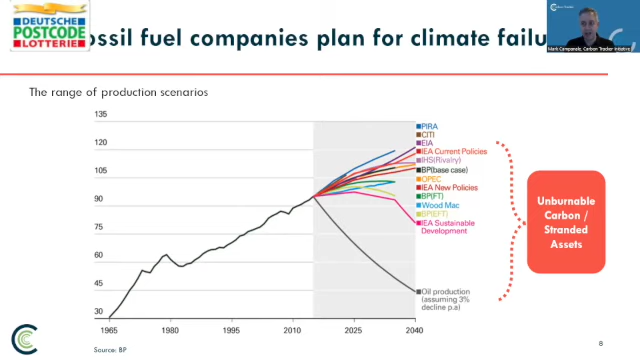 DEUTSCHE
POSTCODE
LOTTERIE
ossil fuel companies plan for climate failu
Mark Campanale, Carbon Tracker Initiative
The range of production scenarios
135
120
105
90
75
60
45
30
1965
1980
1995
2010
2025
2040
PIRA
CITI
EIA
IEA Current Policies
IHS(Rivalry)
BP(base case)
OPEC
IEA New Policies
BP(FT)
Wood Mac
BP(EFT)
IEA Sustainable
Development
Oil production
(assuming 3%
decline p.a)
Unburnable
Carbon /
Stranded
Assets
Source: BP
8